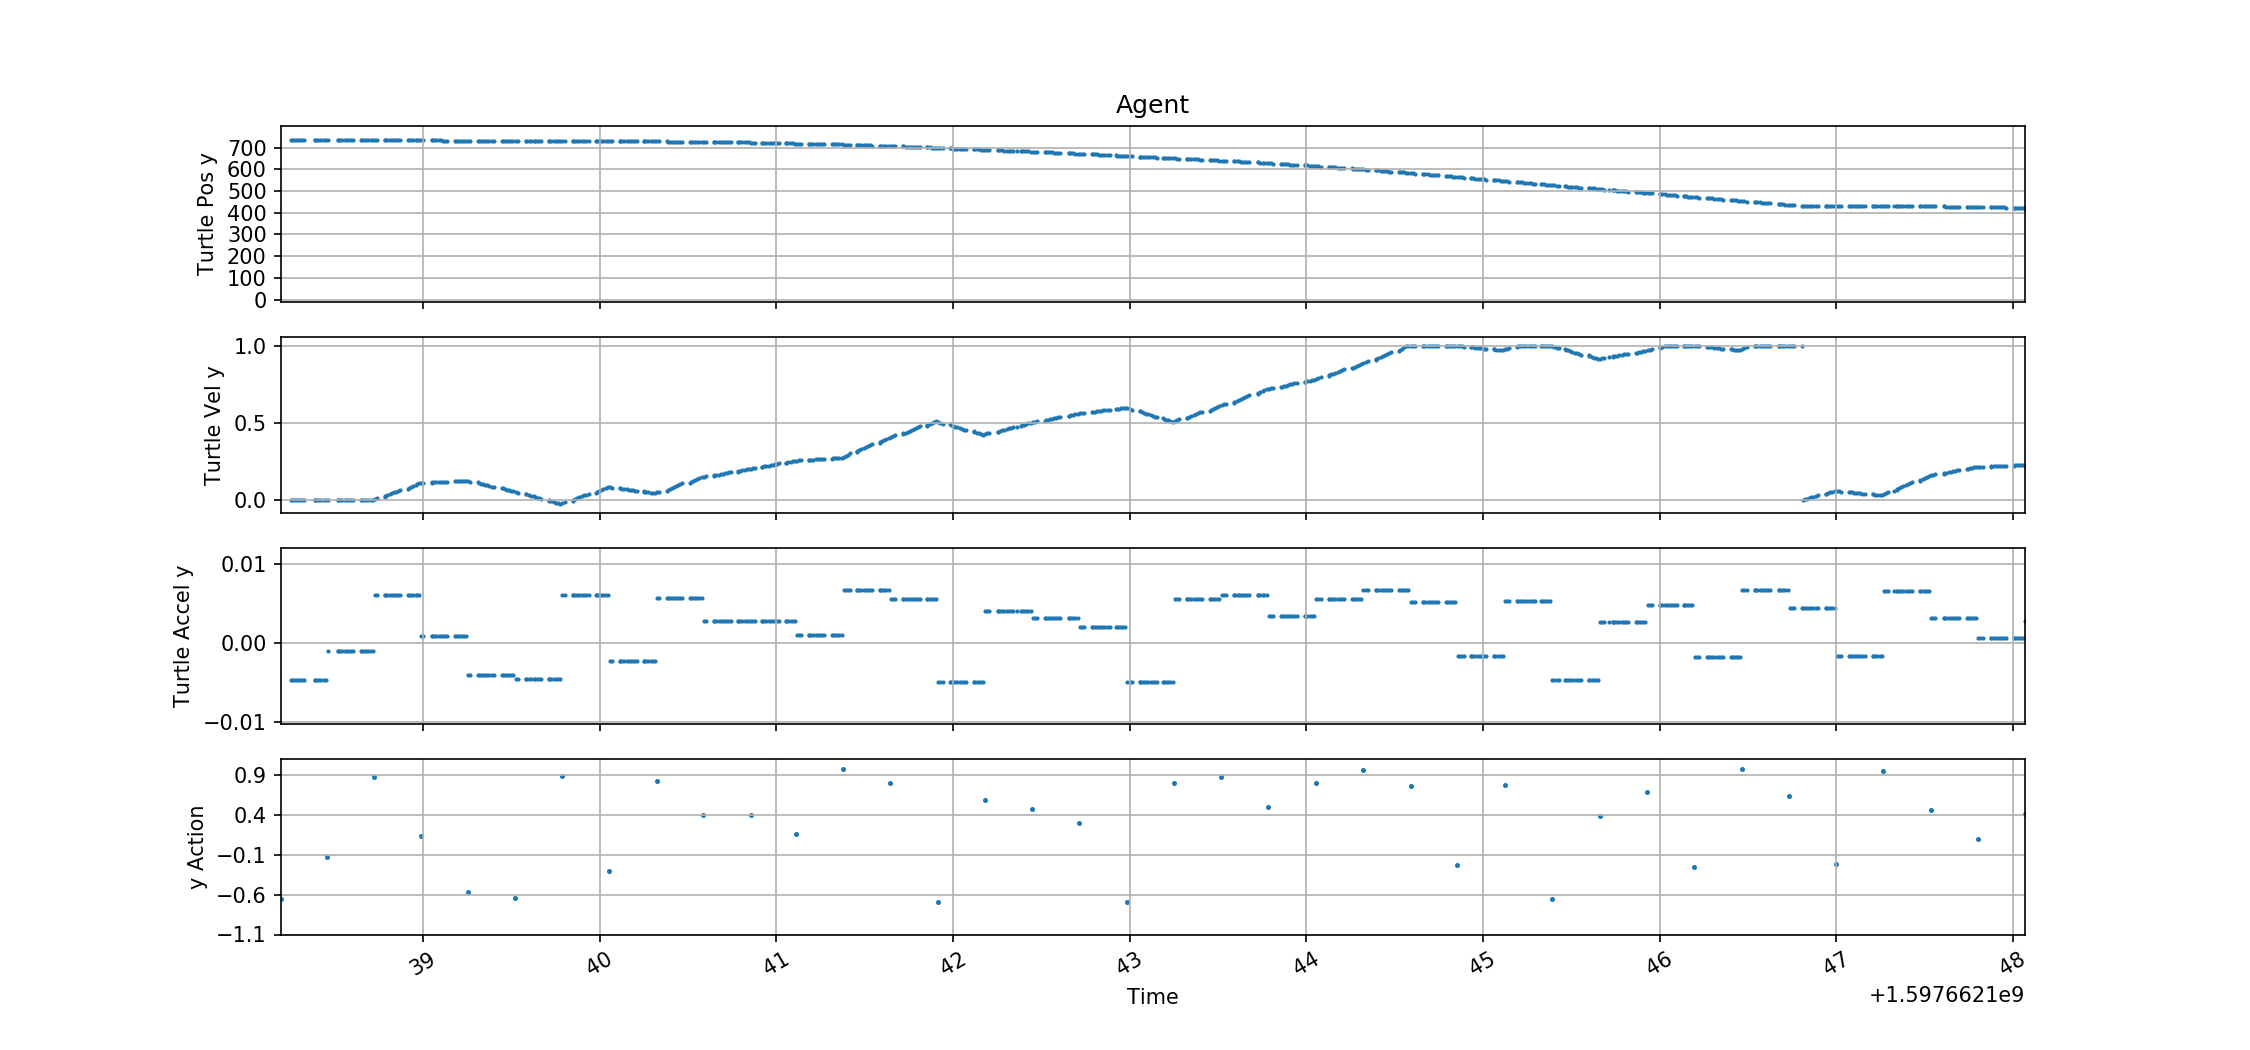 Agent
Turtle Pos y
700
600
500
400
300
200
100
0
Turtle Vel y
1.0
0.5
0.0
Turtle Accel y
0.01
0.00
−0.01
y Action
0.9
0.4
−0.1
−0.6
−1.1
39 40 41 42 43 44 45 46 47 48
Time
+1.5976621e9